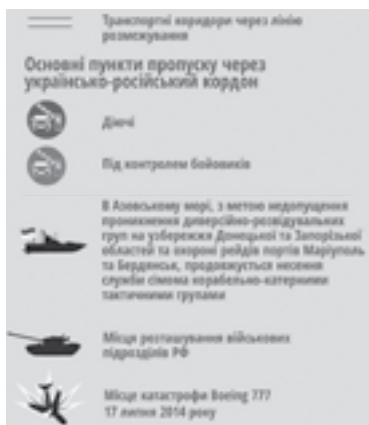 Транспортні коридори через лінію
розмежування
Основні пункти пропуску через
українсько-російський кордон
Діючі
Під контролем бойовиків
В Азовському морі, з метою недопущення
проникнення диверсійно-розвідувальних
груп на узбережжя Донецької та Запорізької
областей та охорони рейдів портів Маріуполь
та Бердянськ, продовжується несення
служби сімома корабельно-катерними
тактичними групами
Місця розташування військових
підрозділів РФ
Місце катастрофи Boeing 777
17 липня 2014 року